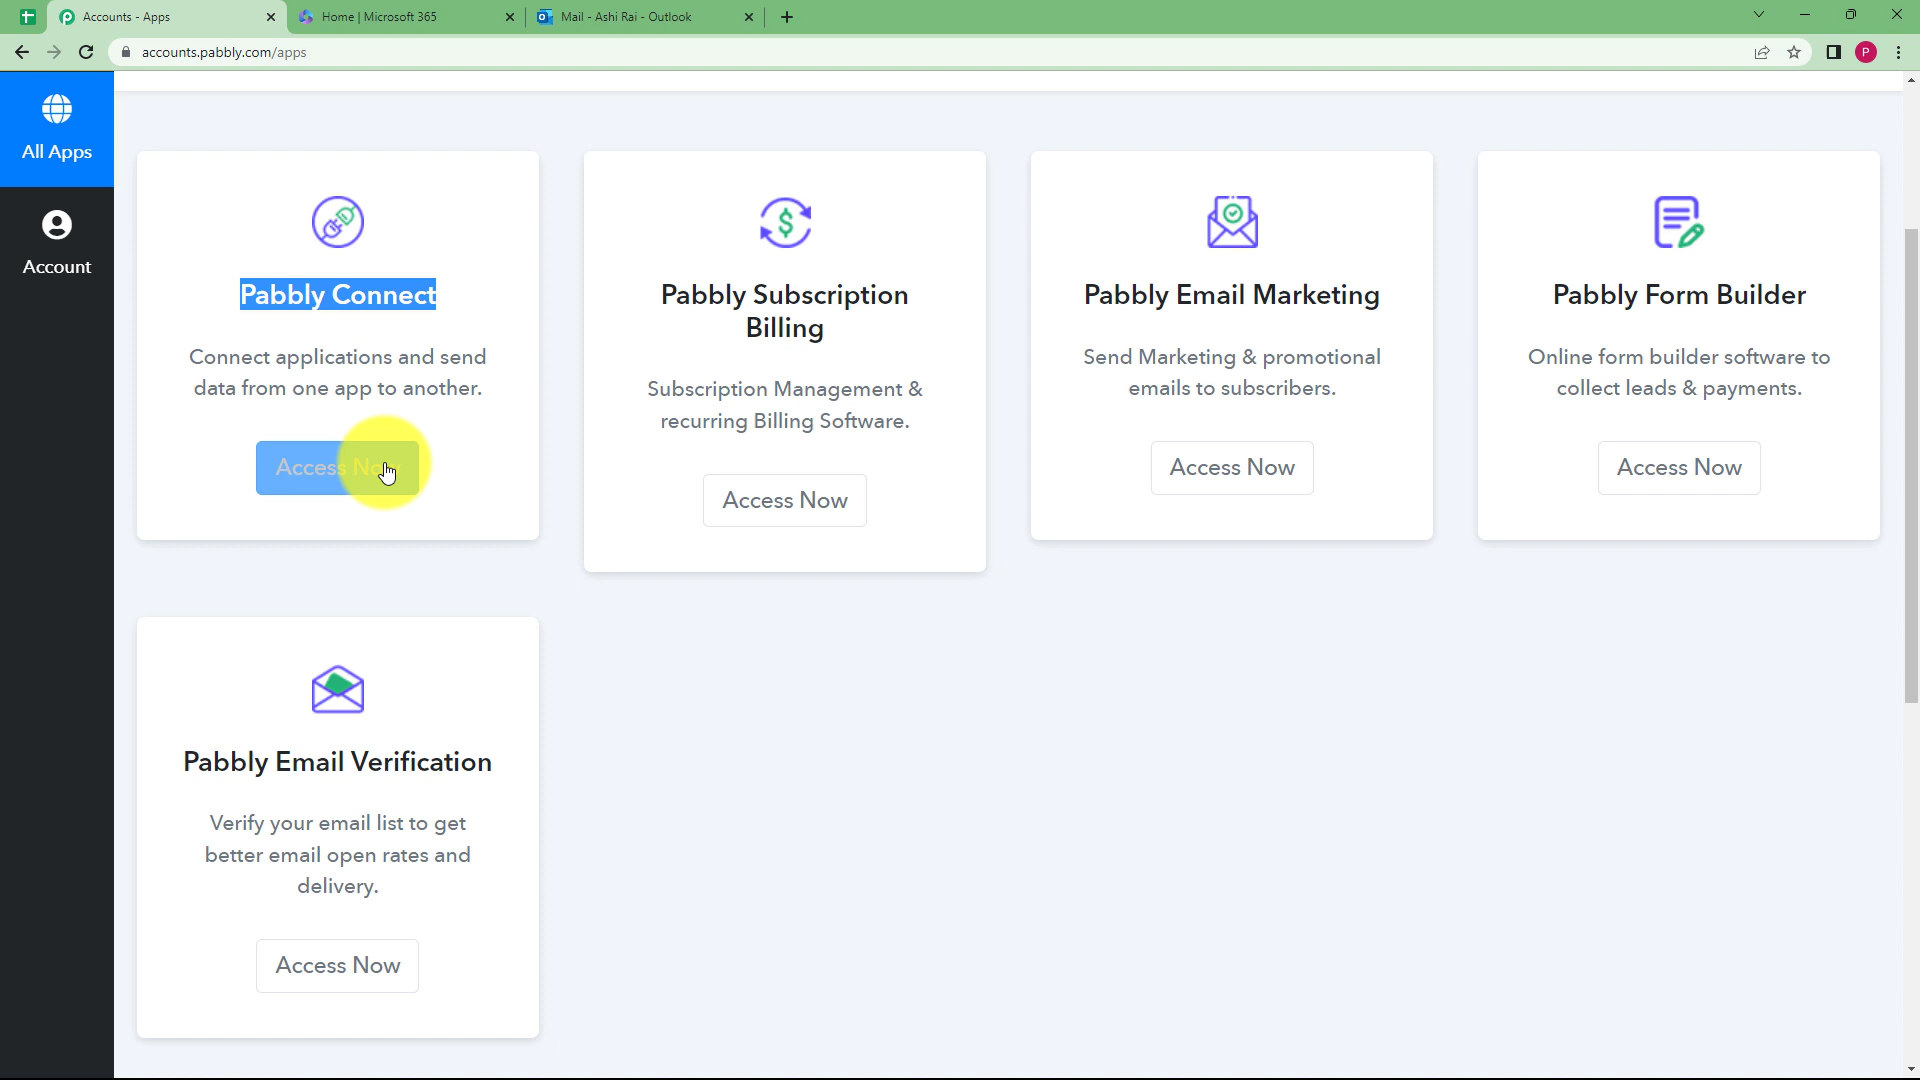 Accounts - Apps
Home | Microsoft 365
Mail - Ashi Rai - Outlook
accounts.pabbly.com/apps
P
All Apps
Account
Pabbly Connect
Connect applications and send
data from one app to another.
Access Now
Pabbly Subscription
Billing
Subscription Management &
recurring Billing Software.
Access Now
Pabbly Email Marketing
Send Marketing & promotional
emails to subscribers.
Access Now
Pabbly Form Builder
Online form builder software to
collect leads & payments.
Access Now
Pabbly Email Verification
Verify your email list to get
better email open rates and
delivery.
Access Now